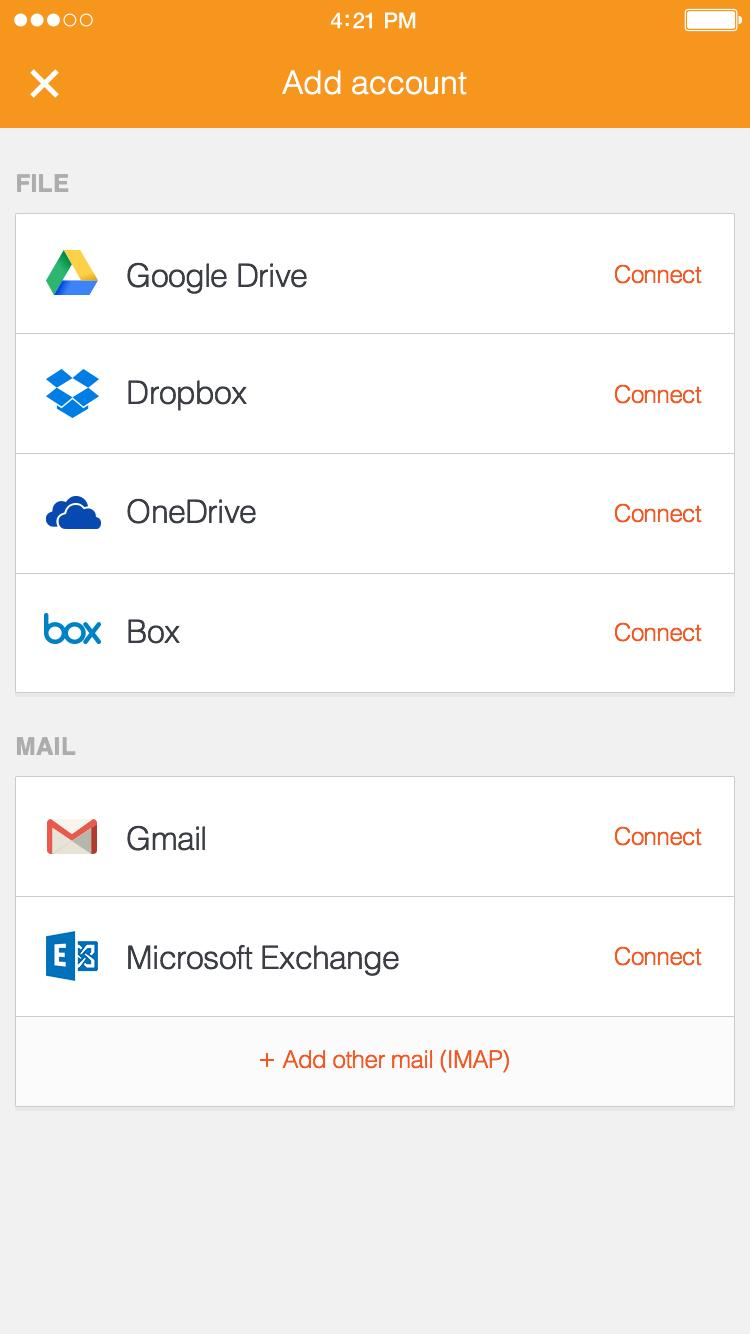 4:21 PM
Add account
FILE
Google Drive Connect
Dropbox Connect
OneDrive Connect
box Box Connect
MAIL
Gmail Connect
E Microsoft Exchange Connect
+ Add other mail (IMAP)